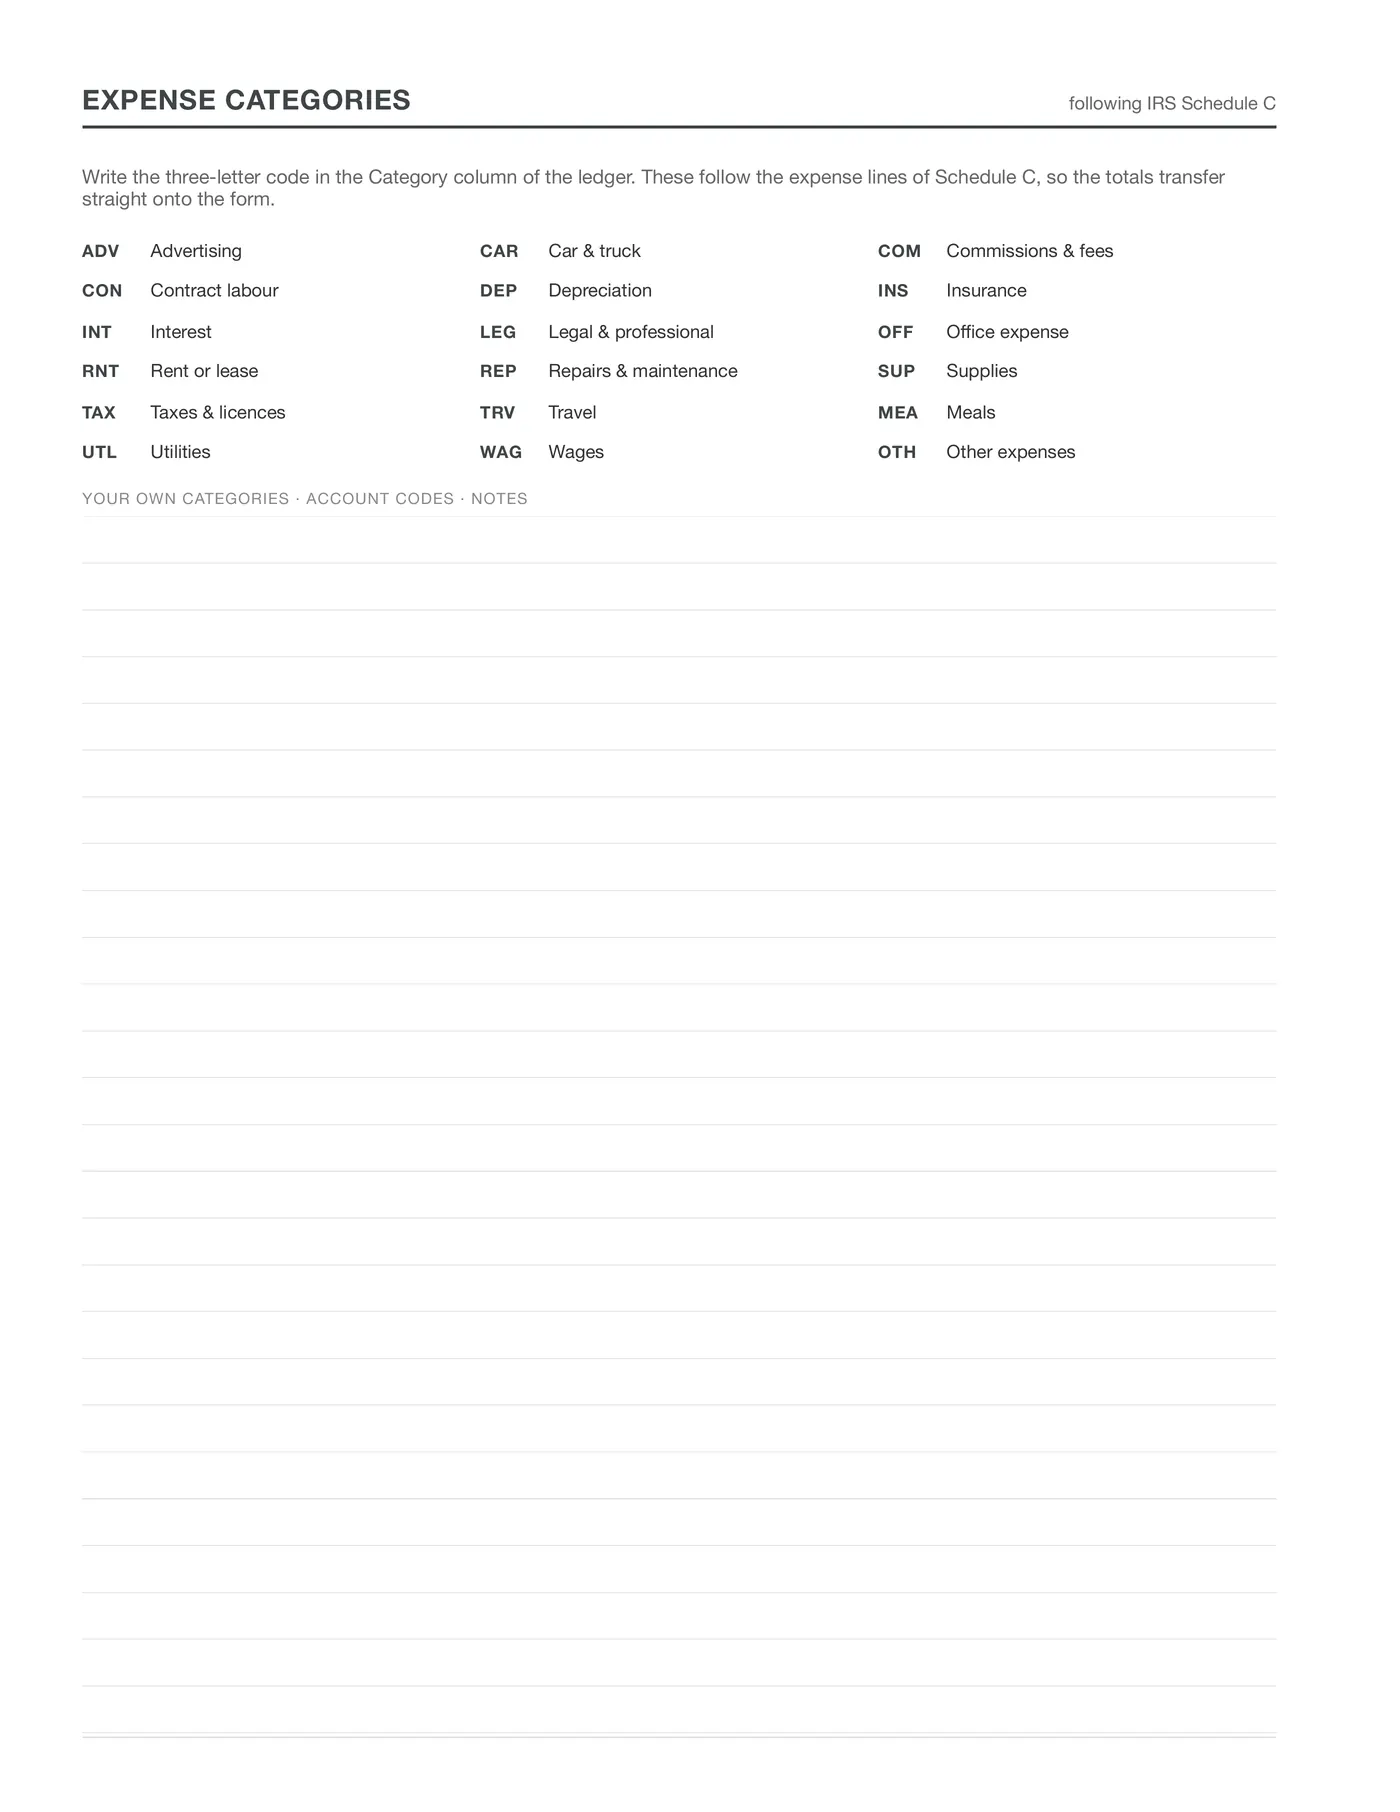 EXPENSE CATEGORIES following IRS Schedule C
Write the three-letter code in the Category column of the ledger. These follow the expense lines of Schedule C, so the totals transfer
straight onto the form.
ADV Advertising CAR Car & truck COM Commissions & fees
CON Contract labour DEP Depreciation INS Insurance
INT Interest LEG Legal & professional OFF Office expense
RNT Rent or lease REP Repairs & maintenance SUP Supplies
TAX Taxes & licences TRV Travel MEA Meals
UTL Utilities WAG Wages OTH Other expenses
YOUR OWN CATEGORIES · ACCOUNT CODES · NOTES